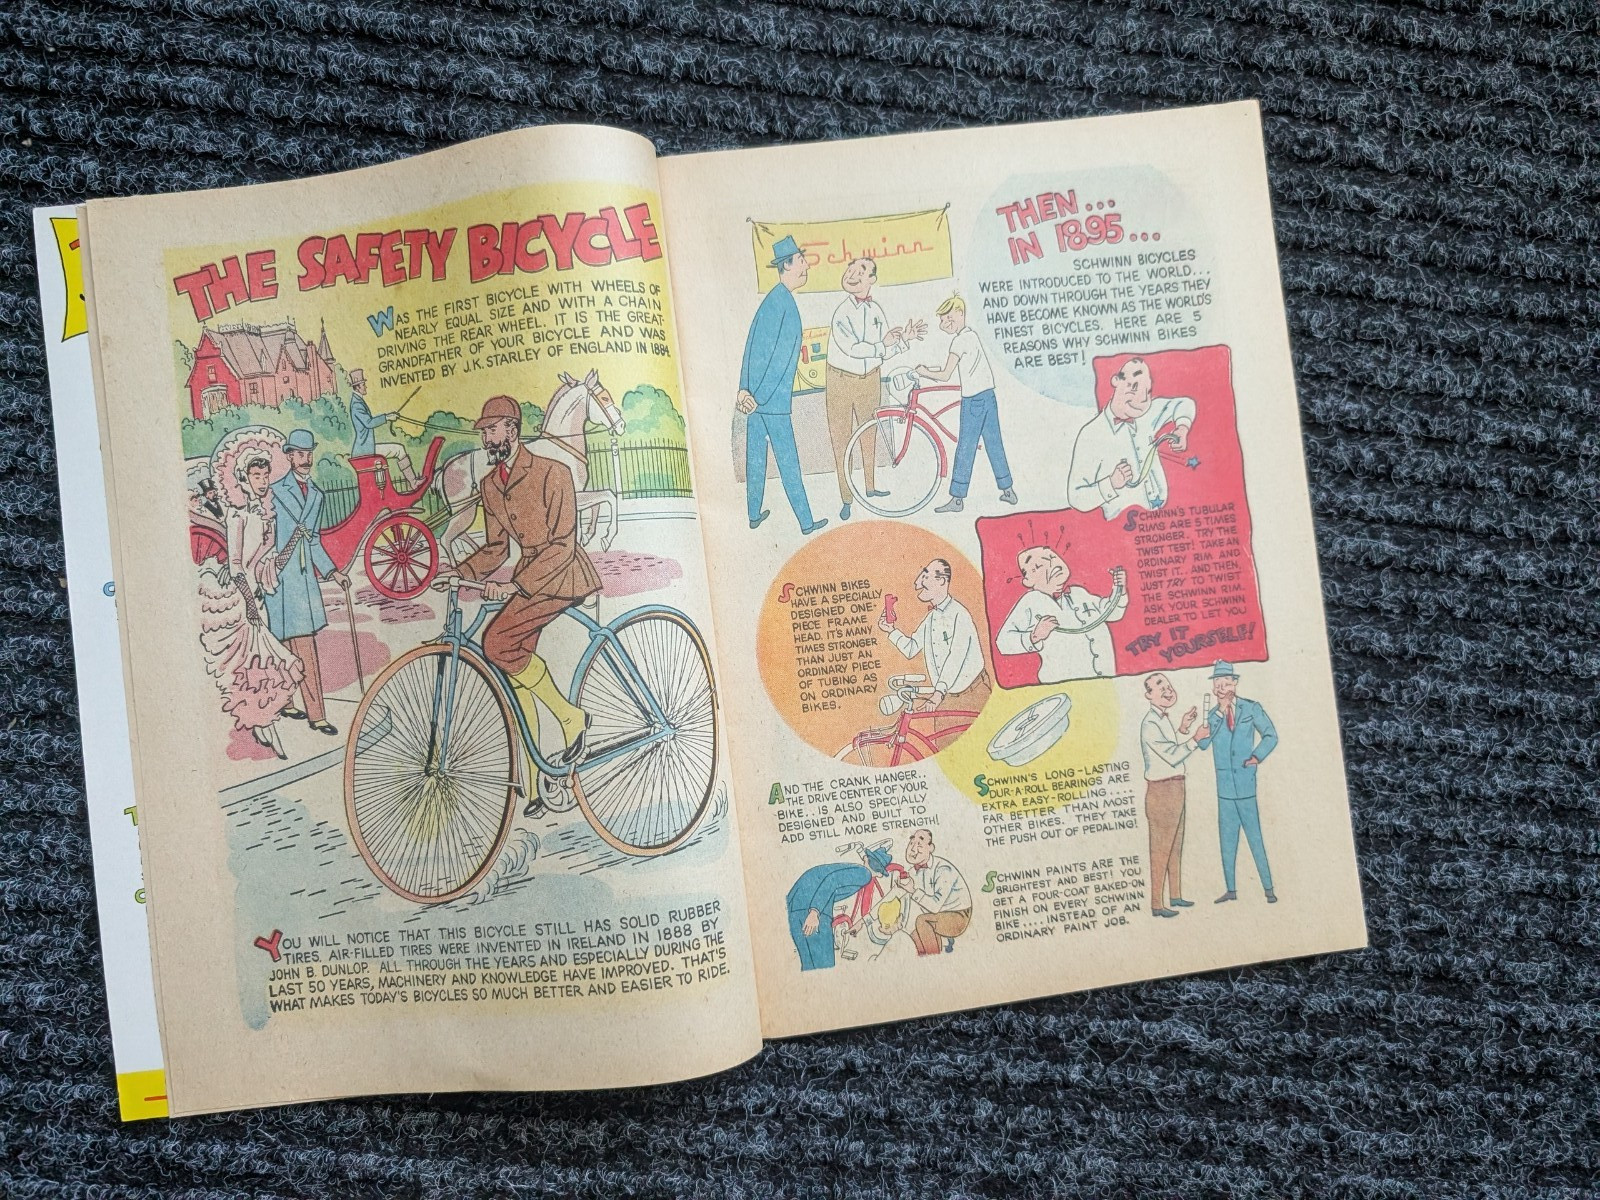 THE SAFETY BICYCLE
WAS THE FIRST BICYCLE WITH WHEELS OF
NEARLY EQUAL SIZE AND WITH A CHAIN
DRIVING THE REAR WHEEL. IT IS THE GREAT-
GRANDFATHER OF YOUR BICYCLE AND WAS
INVENTED BY J.K. STARLEY OF ENGLAND IN 1884.
YOU WILL NOTICE THAT THIS BICYCLE STILL HAS SOLID RUBBER
TIRES. AIR-FILLED TIRES WERE INVENTED IN IRELAND IN 1888 BY
JOHN B. DUNLOP. ALL THROUGH THE YEARS AND ESPECIALLY DURING THE
LAST 50 YEARS, MACHINERY AND KNOWLEDGE HAVE IMPROVED. THAT'S
WHAT MAKES TODAY'S BICYCLES SO MUCH BETTER AND EASIER TO RIDE.
Schwinn
THEN...
IN 1895...
SCHWINN BICYCLES
WERE INTRODUCED TO THE WORLD...
AND DOWN THROUGH THE YEARS THEY
HAVE BECOME KNOWN AS THE WORLD'S
FINEST BICYCLES. HERE ARE 5
REASONS WHY SCHWINN BIKES
ARE BEST!
SCHWINN'S TUBULAR
RIMS ARE 5 TIMES
STRONGER. TRY THE
TWIST TEST! TAKE AN
ORDINARY RIM AND
TWIST IT.. AND THEN,
JUST TRY TO TWIST
THE SCHWINN RIM.
ASK YOUR SCHWINN
DEALER TO LET YOU
TRY IT
YOURSELF!
SCHWINN BIKES
HAVE A SPECIALLY
DESIGNED ONE-
PIECE FRAME
HEAD. IT'S MANY
TIMES STRONGER
THAN JUST AN
ORDINARY PIECE
OF TUBING AS
ON ORDINARY
BIKES.
AND THE CRANK HANGER..
THE DRIVE CENTER OF YOUR
BIKE.. IS ALSO SPECIALLY
DESIGNED AND BUILT TO
ADD STILL MORE STRENGTH!
SCHWINN'S LONG-LASTING
DUR-A-ROLL BEARINGS ARE
EXTRA EASY-ROLLING....
FAR BETTER THAN MOST
OTHER BIKES. THEY TAKE
THE PUSH OUT OF PEDALING!
SCHWINN PAINTS ARE THE
BRIGHTEST AND BEST! YOU
GET A FOUR-COAT BAKED-ON
FINISH ON EVERY SCHWINN
BIKE... INSTEAD OF AN
ORDINARY PAINT JOB.